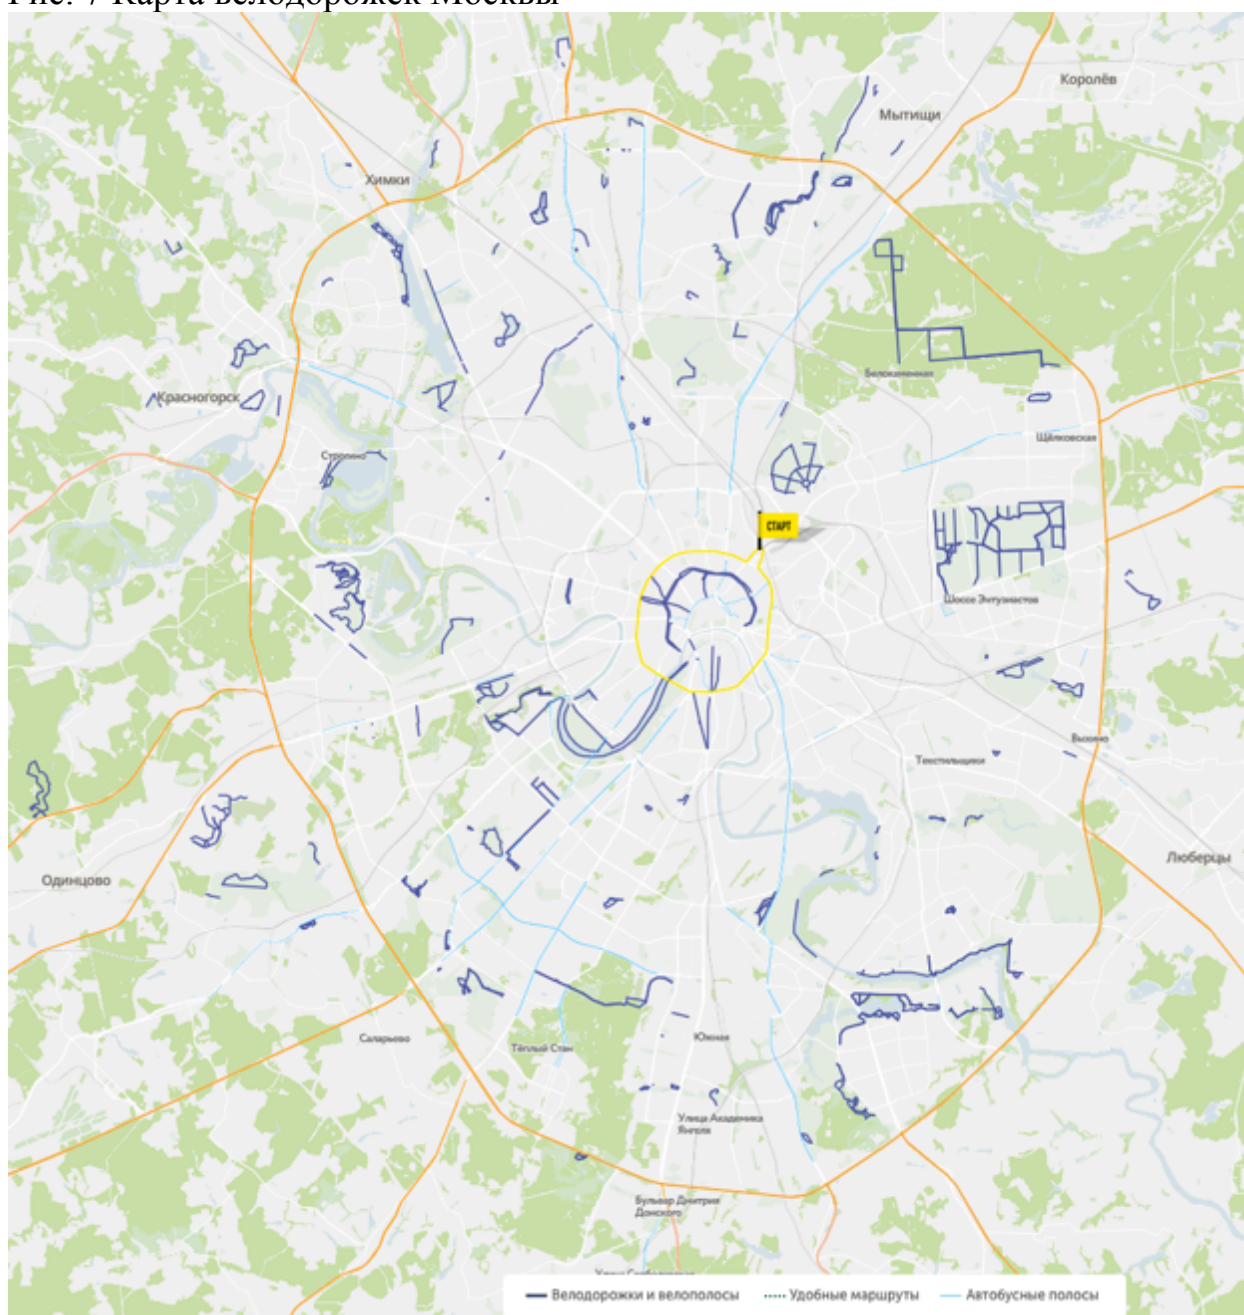 Рис. 7 Карта велодорожек Москвы
Королёв
Мытищи
Химки
Белокаменная
Красногорск
Щёлковская
Строгино
СТАРТ
Шоссе Энтузиастов
Выхино
Текстильщики
Люберцы
Одинцово
Саларьево
Южная
Тёплый Стан
Улица Академика
Янгеля
Бульвар Дмитрия
Донского
Велодорожки и велополосы
Удобные маршруты
Автобусные полосы